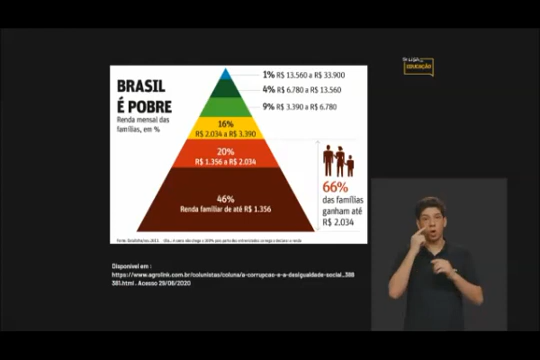 EDUCAÇÃO
BRASIL
É POBRE
Renda mensal das
famílias, em %
1% R$ 13.560 a R$ 33.900
4% R$ 6.780 a R$ 13.560
9% R$ 3.390 a R$ 6.780
16%
R$ 2.034 a R$ 3.390
20%
R$ 1.356 a R$ 2.034
46%
Renda familiar de até R$ 1.356
66%
das famílias
ganham até
R$ 2.034
Disponível em :
https://www.agrolink.com.br/colunistas/coluna/a-corrupcao-e-a-desigualdade-social_388
381.html . Acesso 29/06/2020